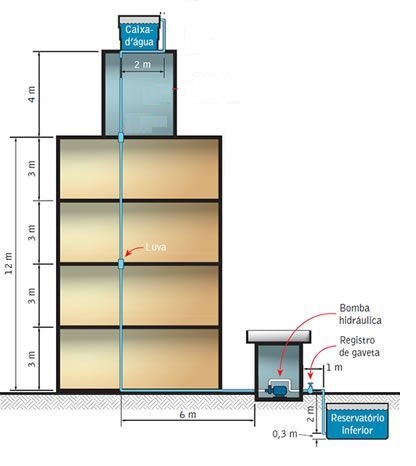 Caixa-
d'água
2 m
4 m
3 m
3 m
12 m
Luva
3 m
3 m
Bomba
hidráulica
Registro
de gaveta
1 m
6 m
2 m
0,3 m
Reservatório
inferior